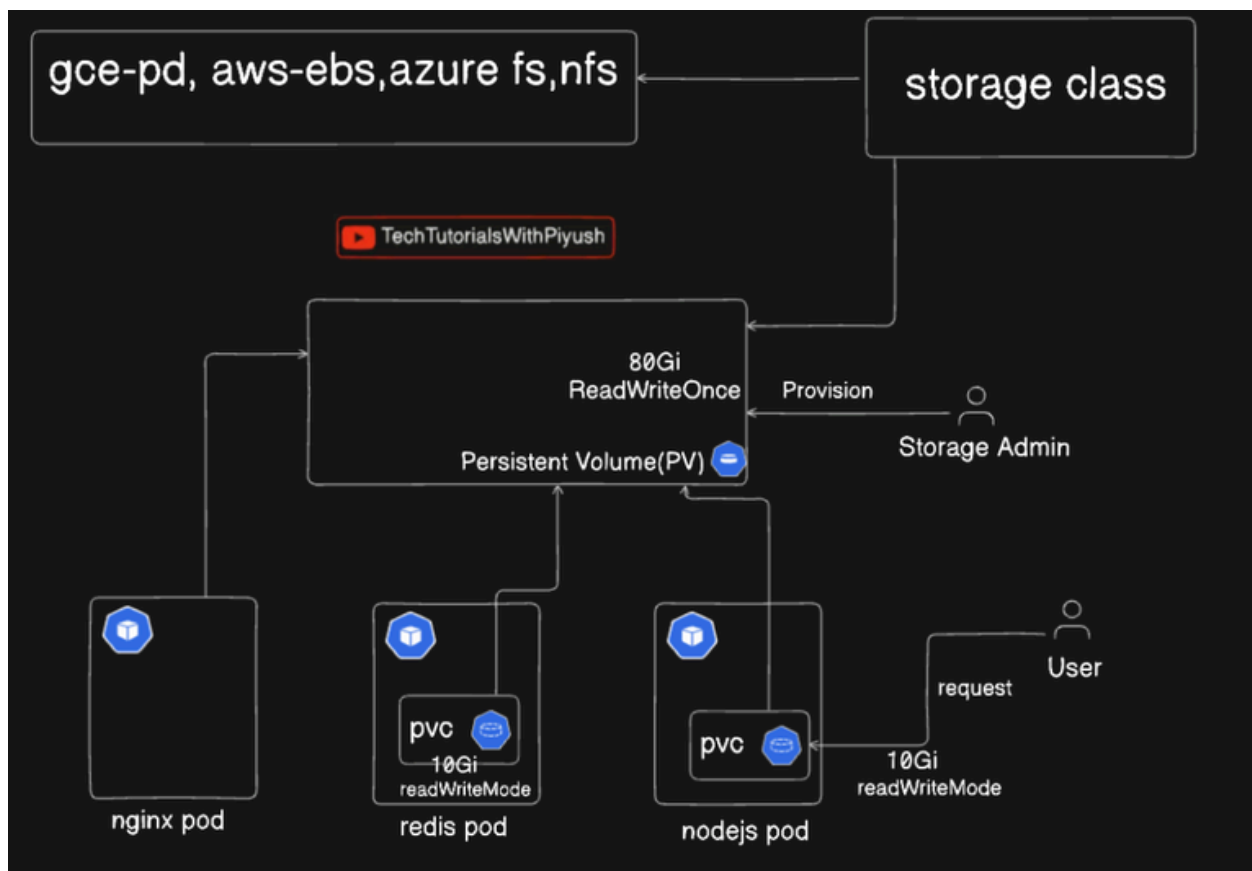 gce-pd, aws-ebs,azure fs,nfs
storage class
TechTutorialsWithPiyush
80Gi
ReadWriteOnce
Provision
Storage Admin
Persistent Volume(PV)
User
request
pvc
10Gi
readWriteMode
pvc
10Gi
readWriteMode
nginx pod
redis pod
nodejs pod